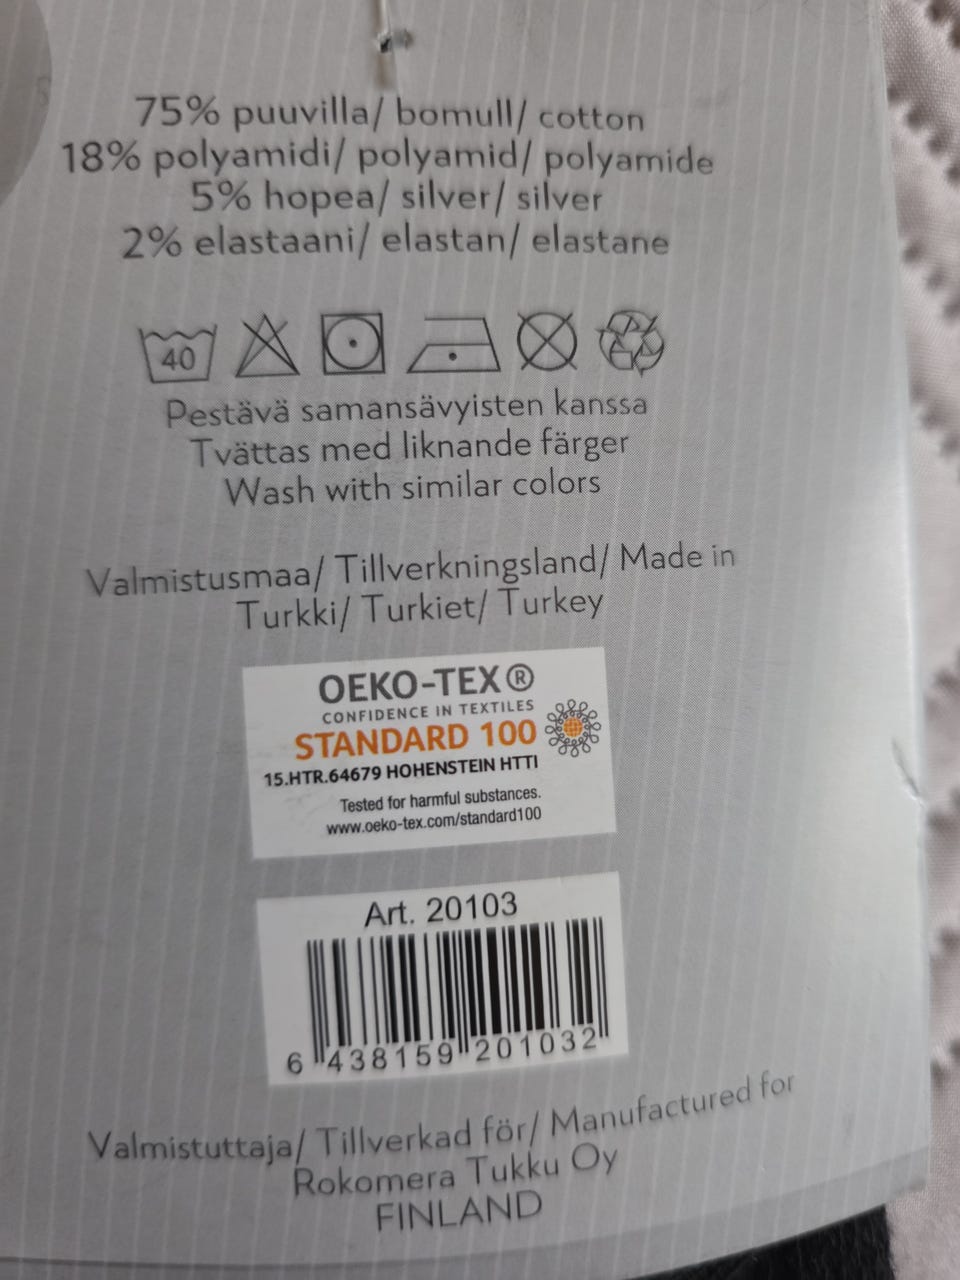 75% puuvilla/ bomull/ cotton
18% polyamidi/ polyamid/ polyamide
5% hopea/ silver/ silver
2% elastaani/ elastan/ elastane
40
Pestävä samansävyisten kanssa
Tvättas med liknande färger
Wash with similar colors
Valmistusmaa/ Tillverkningsland/ Made in
Turkki/ Turkiet/ Turkey
OEKO-TEX®
CONFIDENCE IN TEXTILES
STANDARD 100
15.HTR.64679 HOHENSTEIN HTTI
Tested for harmful substances.
www.oeko-tex.com/standard100
Art. 20103
6 438159 201032
Valmistuttaja/ Tillverkad för/ Manufactured for
Rokomera Tukku Oy
FINLAND